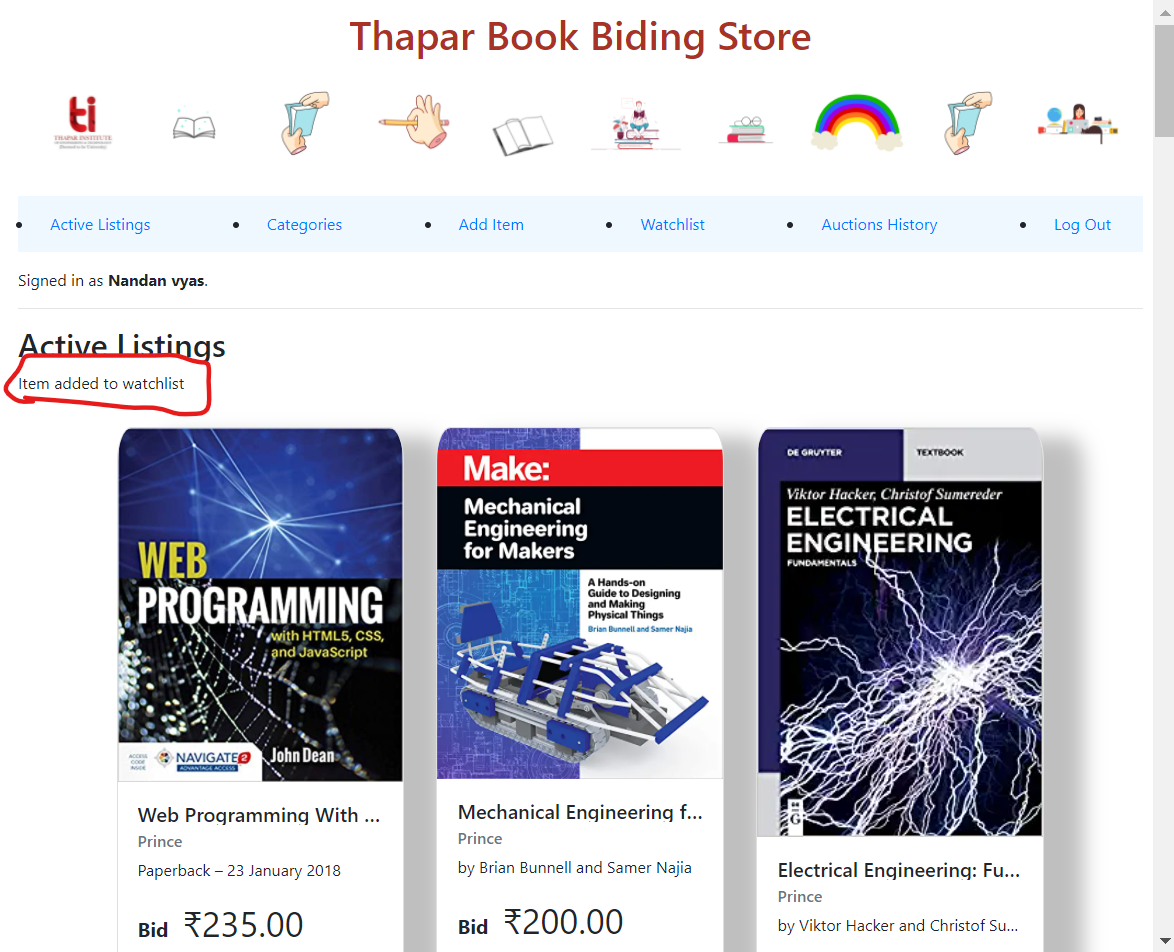 Thapar Book Biding Store
ti
THAPAR INSTITUTE
Active Listings
Categories
Add Item
Watchlist
Auctions History
Log Out
Signed in as Nandan vyas.
Active Listings
Item added to watchlist
WEB
PROGRAMMING
with HTML5, CSS,
and JavaScript
ACCESS
CODE
INSIDE
NAVIGATE 2
ADVANTAGE ACCESS
John Dean
Web Programming With ...
Prince
Paperback – 23 January 2018
Bid ₹235.00
Make:
Mechanical
Engineering
for Makers
A Hands-on
Guide to Designing
and Making
Physical Things
Brian Bunnell and Samer Najia
Mechanical Engineering f...
Prince
by Brian Bunnell and Samer Najia
Bid ₹200.00
DE GRUYTER
TEXTBOOK
Viktor Hacker, Christof Sumereder
ELECTRICAL
ENGINEERING
FUNDAMENTALS
DE
G
Electrical Engineering: Fu...
Prince
by Viktor Hacker and Christof Su...